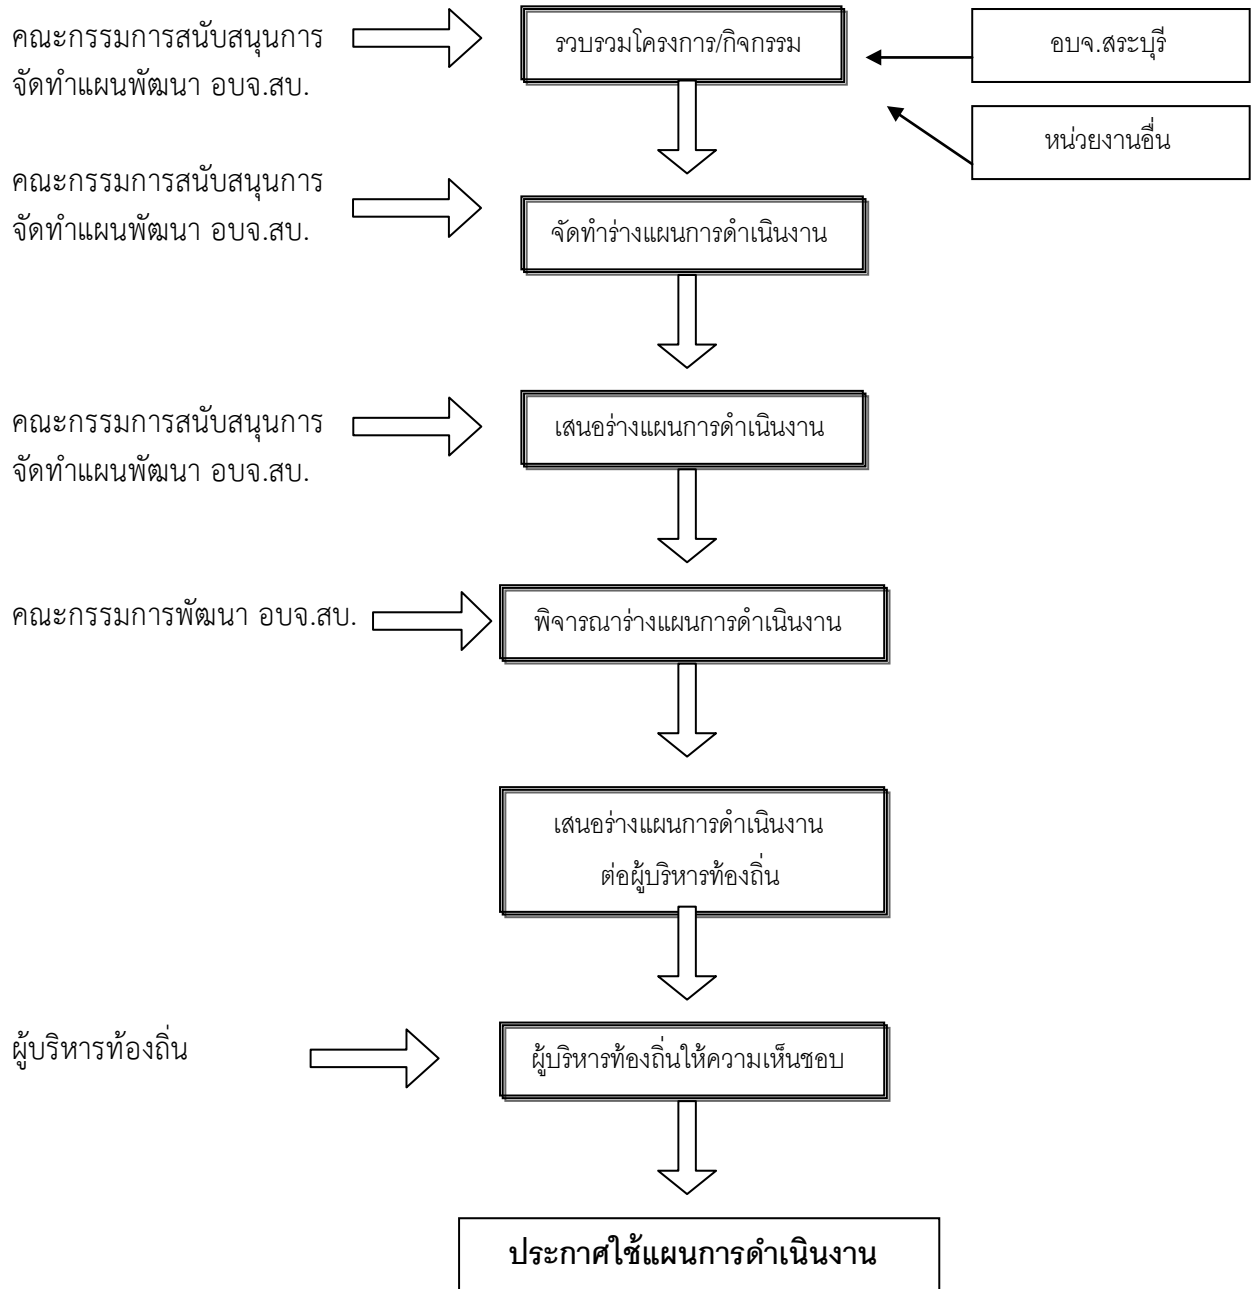 คณะกรรมการสนับสนุนการ
จัดทำแผนพัฒนา อบจ.สบ.
รวบรวมโครงการ/กิจกรรม
อบจ.สระบุรี
หน่วยงานอื่น
คณะกรรมการสนับสนุนการ
จัดทำแผนพัฒนา อบจ.สบ.
จัดทำร่างแผนการดำเนินงาน
คณะกรรมการสนับสนุนการ
จัดทำแผนพัฒนา อบจ.สบ.
เสนอร่างแผนการดำเนินงาน
คณะกรรมการพัฒนา อบจ.สบ.
พิจารณาร่างแผนการดำเนินงาน
เสนอร่างแผนการดำเนินงาน
ต่อผู้บริหารท้องถิ่น
ผู้บริหารท้องถิ่น
ผู้บริหารท้องถิ่นให้ความเห็นชอบ
ประกาศใช้แผนการดำเนินงาน